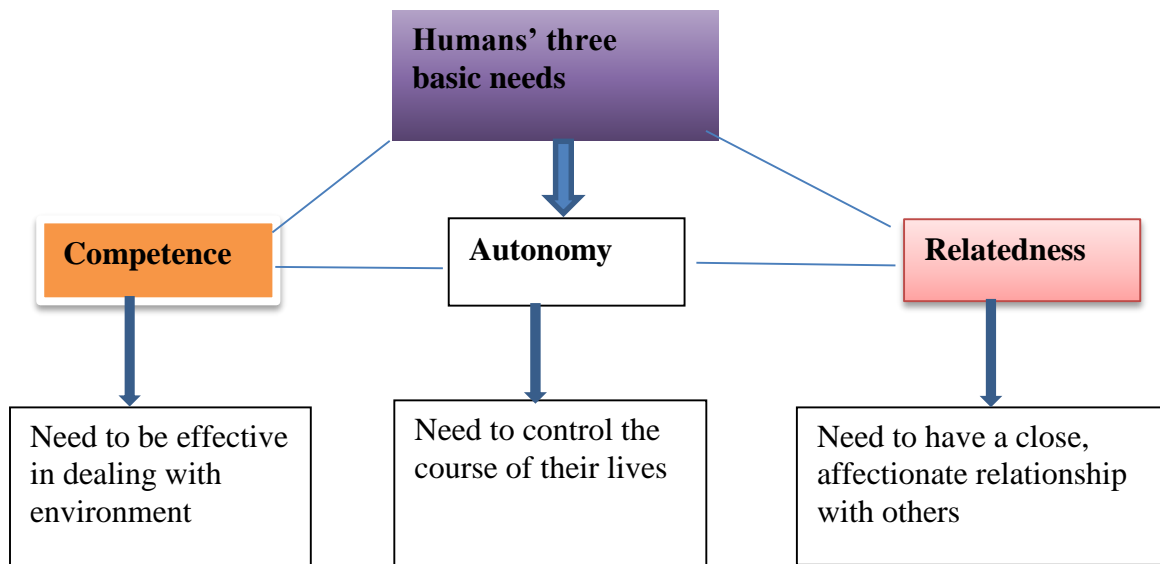 Humans’ three
basic needs
Competence
Autonomy
Relatedness
Need to be effective
in dealing with
environment
Need to control the
course of their lives
Need to have a close,
affectionate relationship
with others